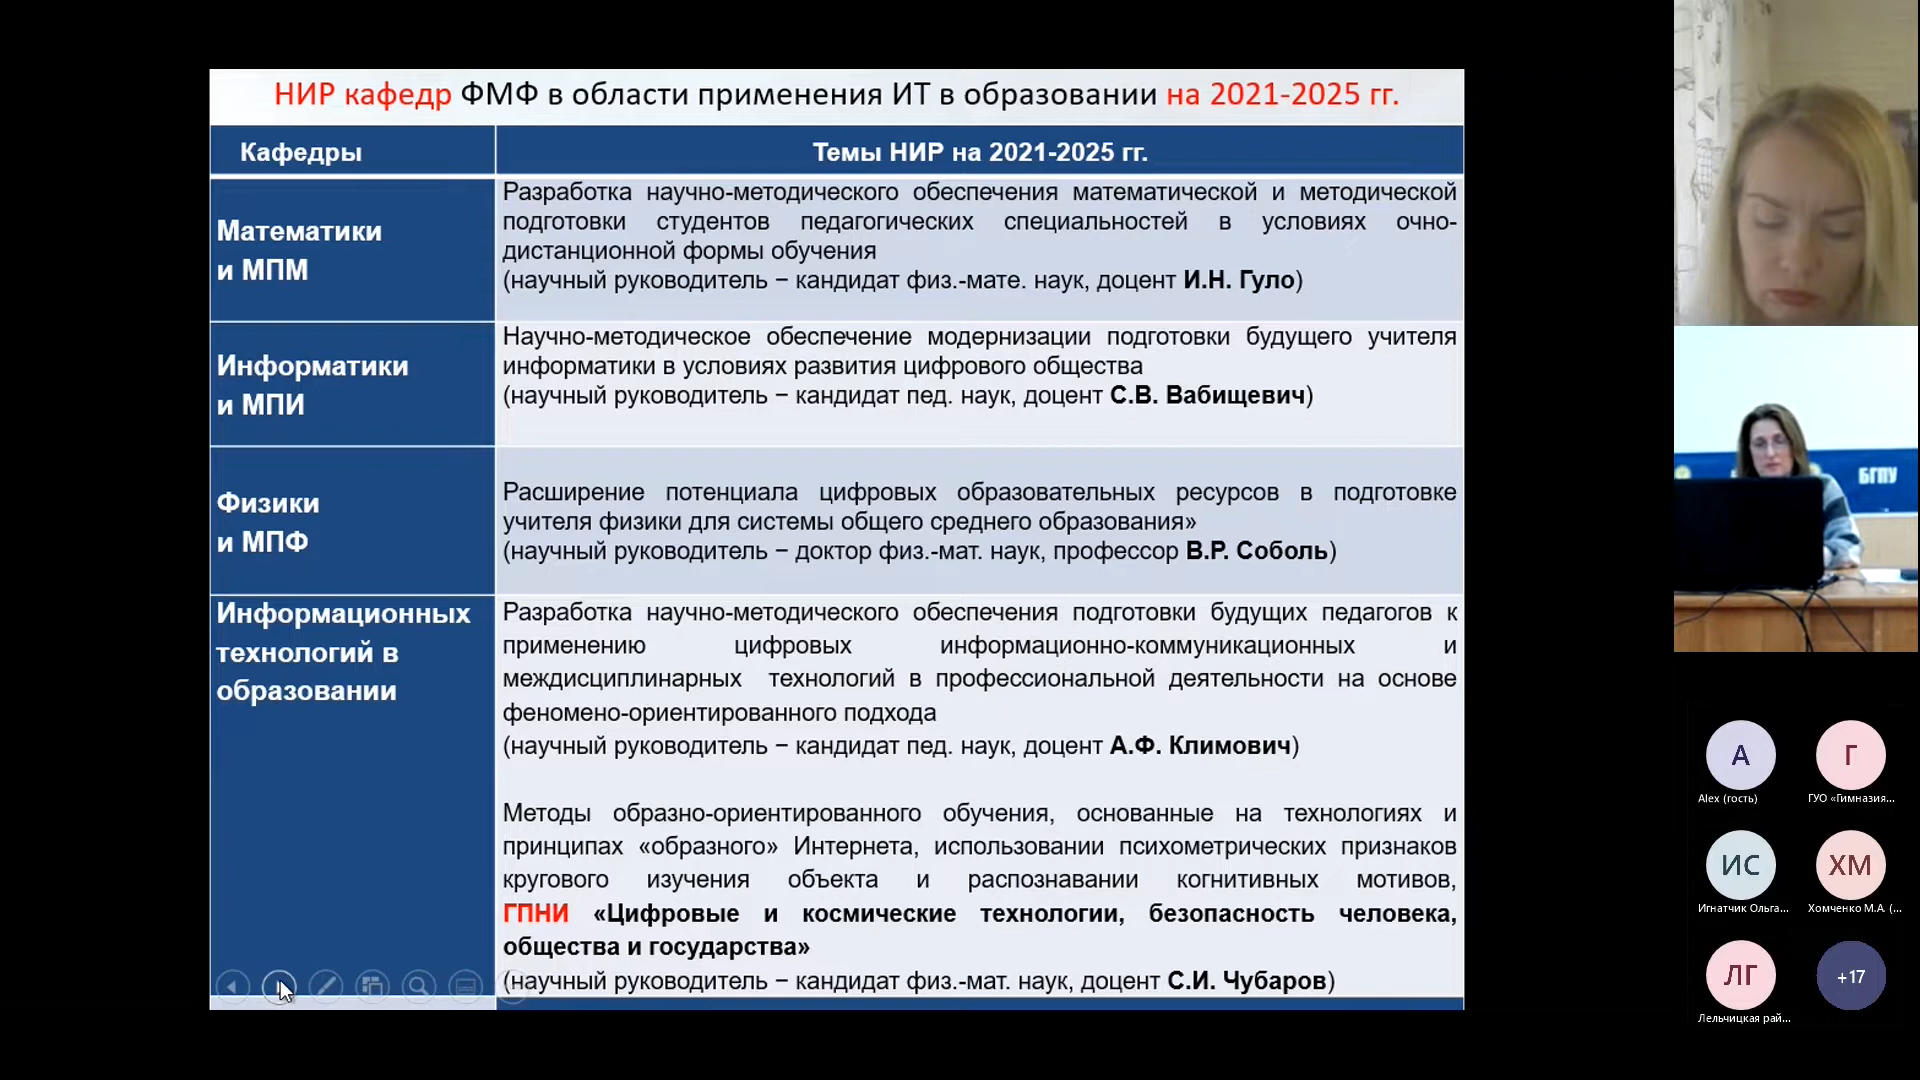 НИР кафедр ФМФ в области применения ИТ в образовании на 2021-2025 гг.
Кафедры
Темы НИР на 2021-2025 гг.
Математики
и МПМ
Разработка научно-методического обеспечения математической и методической
подготовки студентов педагогических специальностей в условиях очно-
дистанционной формы обучения
(научный руководитель − кандидат физ.-мате. наук, доцент И.Н. Гуло)
Информатики
и МПИ
Научно-методическое обеспечение модернизации подготовки будущего учителя
информатики в условиях развития цифрового общества
(научный руководитель − кандидат пед. наук, доцент С.В. Вабищевич)
Физики
и МПФ
Расширение потенциала цифровых образовательных ресурсов в подготовке
учителя физики для системы общего среднего образования»
(научный руководитель − доктор физ.-мат. наук, профессор В.Р. Соболь)
Информационных
технологий в
образовании
Разработка научно-методического обеспечения подготовки будущих педагогов к
применению цифровых информационно-коммуникационных и
междисциплинарных технологий в профессиональной деятельности на основе
феномено-ориентированного подхода
(научный руководитель − кандидат пед. наук, доцент А.Ф. Климович)
Методы образно-ориентированного обучения, основанные на технологиях и
принципах «образного» Интернета, использовании психометрических признаков
кругового изучения объекта и распознавании когнитивных мотивов,
ГПНИ «Цифровые и космические технологии, безопасность человека,
общества и государства»
(научный руководитель − кандидат физ.-мат. наук, доцент С.И. Чубаров)
БГПУ
А
Г
Alex (гость)
ГУО «Гимназия...
ИС
ХМ
Игнатчик Ольга...
Хомченко М.А. (...
ЛГ
+17
Лельчицкая рай...